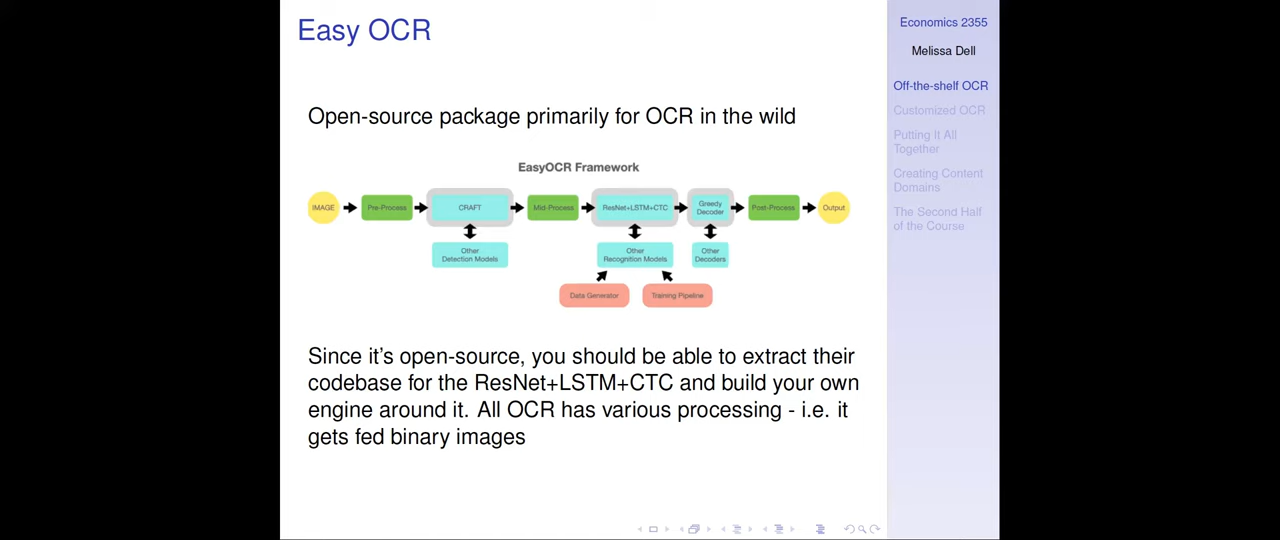 Easy OCR
Open-source package primarily for OCR in the wild
EasyOCR Framework
IMAGE
Pre-Process
CRAFT
Mid-Process
ResNet+LSTM+CTC
Greedy
Decoder
Post-Process
Output
Other
Detection Models
Other
Recognition Models
Other
Decoders
Data Generator
Training Pipeline
Since it's open-source, you should be able to extract their
codebase for the ResNet+LSTM+CTC and build your own
engine around it. All OCR has various processing - i.e. it
gets fed binary images
Economics 2355
Melissa Dell
Off-the-shelf OCR
Customized OCR
Putting It All
Together
Creating Content
Domains
The Second Half
of the Course